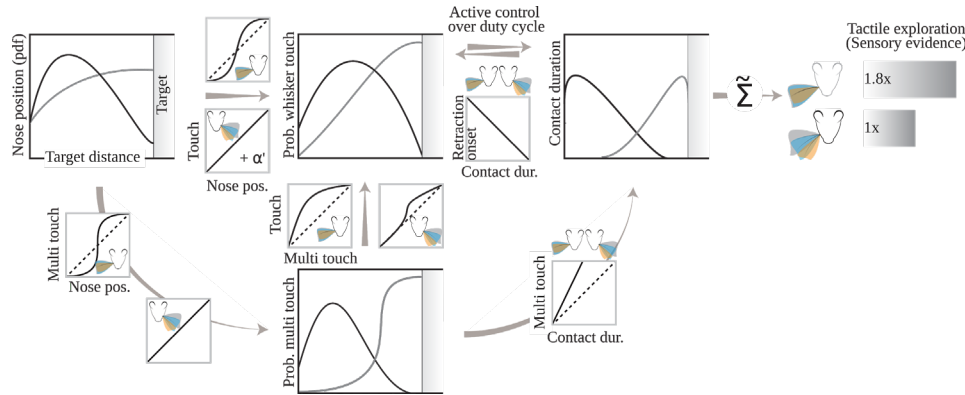 Active control
over duty cycle
Tactile exploration
(Sensory evidence)
Nose position (pdf)
Target
Target distance
Touch
+ α'
Nose pos.
Prob. whisker touch
Retraction
onset
Contact dur.
Contact duration
Σ̃
1.8x
1x
Multi touch
Nose pos.
Touch
Multi touch
Prob. multi touch
Multi touch
Contact dur.